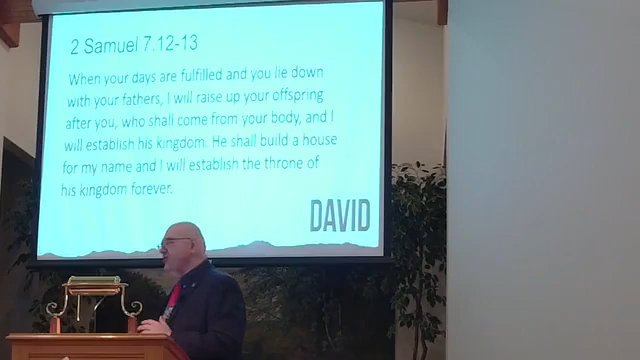 2 Samuel 7.12-13
When your days are fulfilled and you lie down
with your fathers, I will raise up your offspring
after you, who shall come from your body, and I
will establish his kingdom. He shall build a house
for my name and I will establish the throne of
his kingdom forever.
DAVID